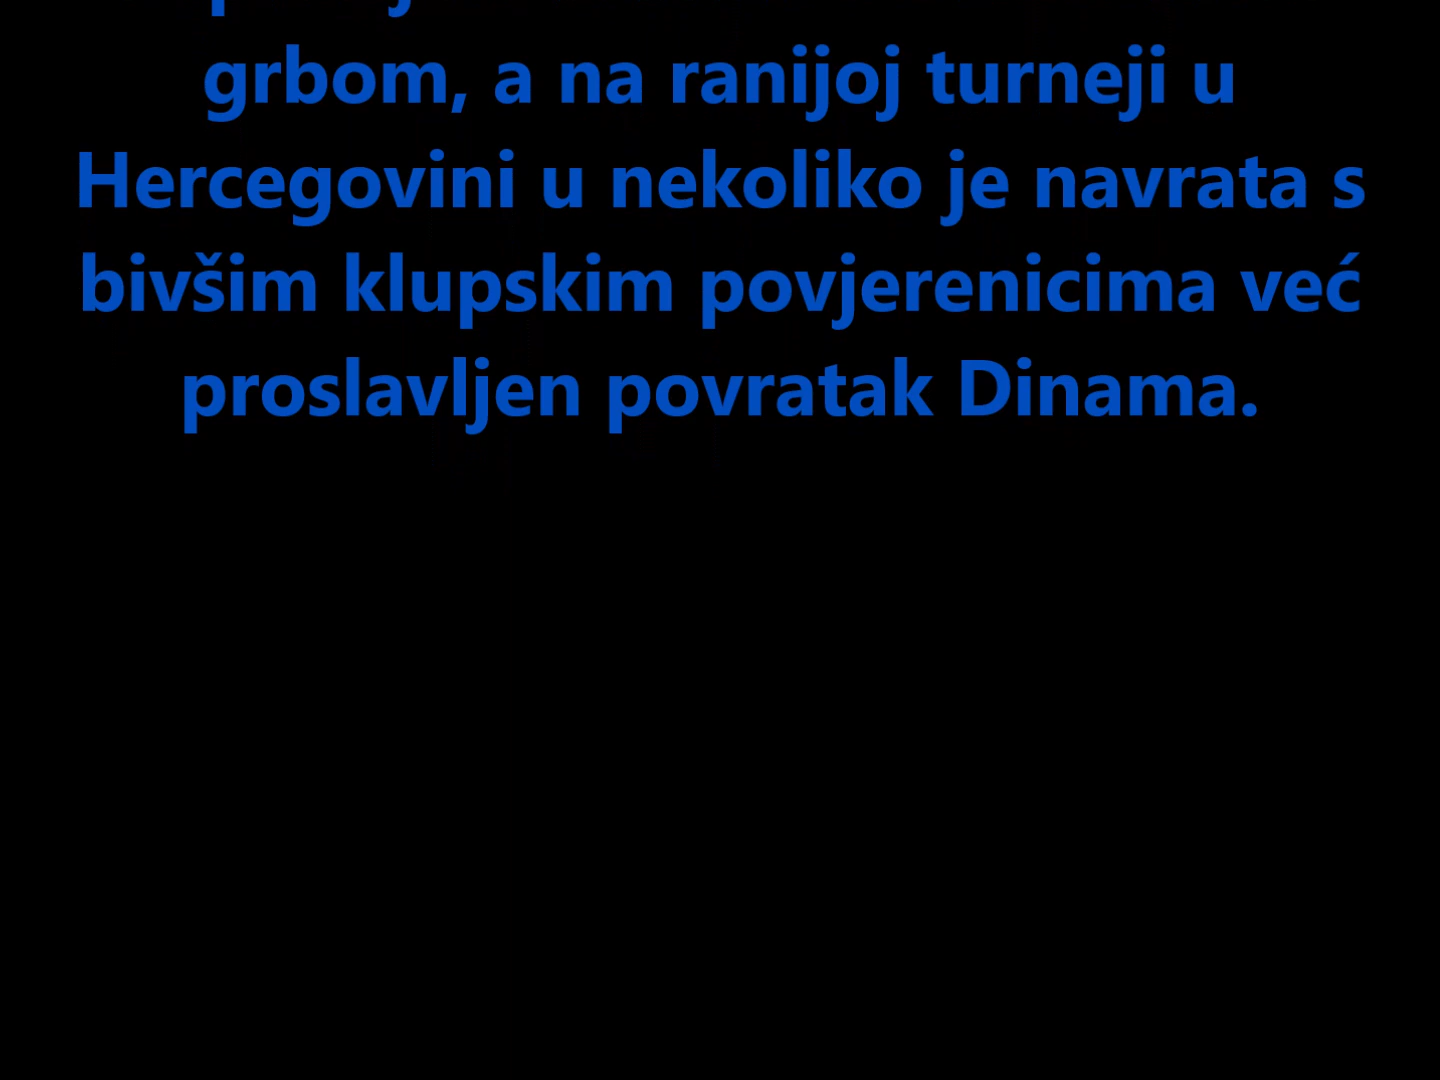 grbom, a na ranijoj turneji u
Hercegovini u nekoliko je navrata s
bivšim klupskim povjerenicima već
proslavljen povratak Dinama.